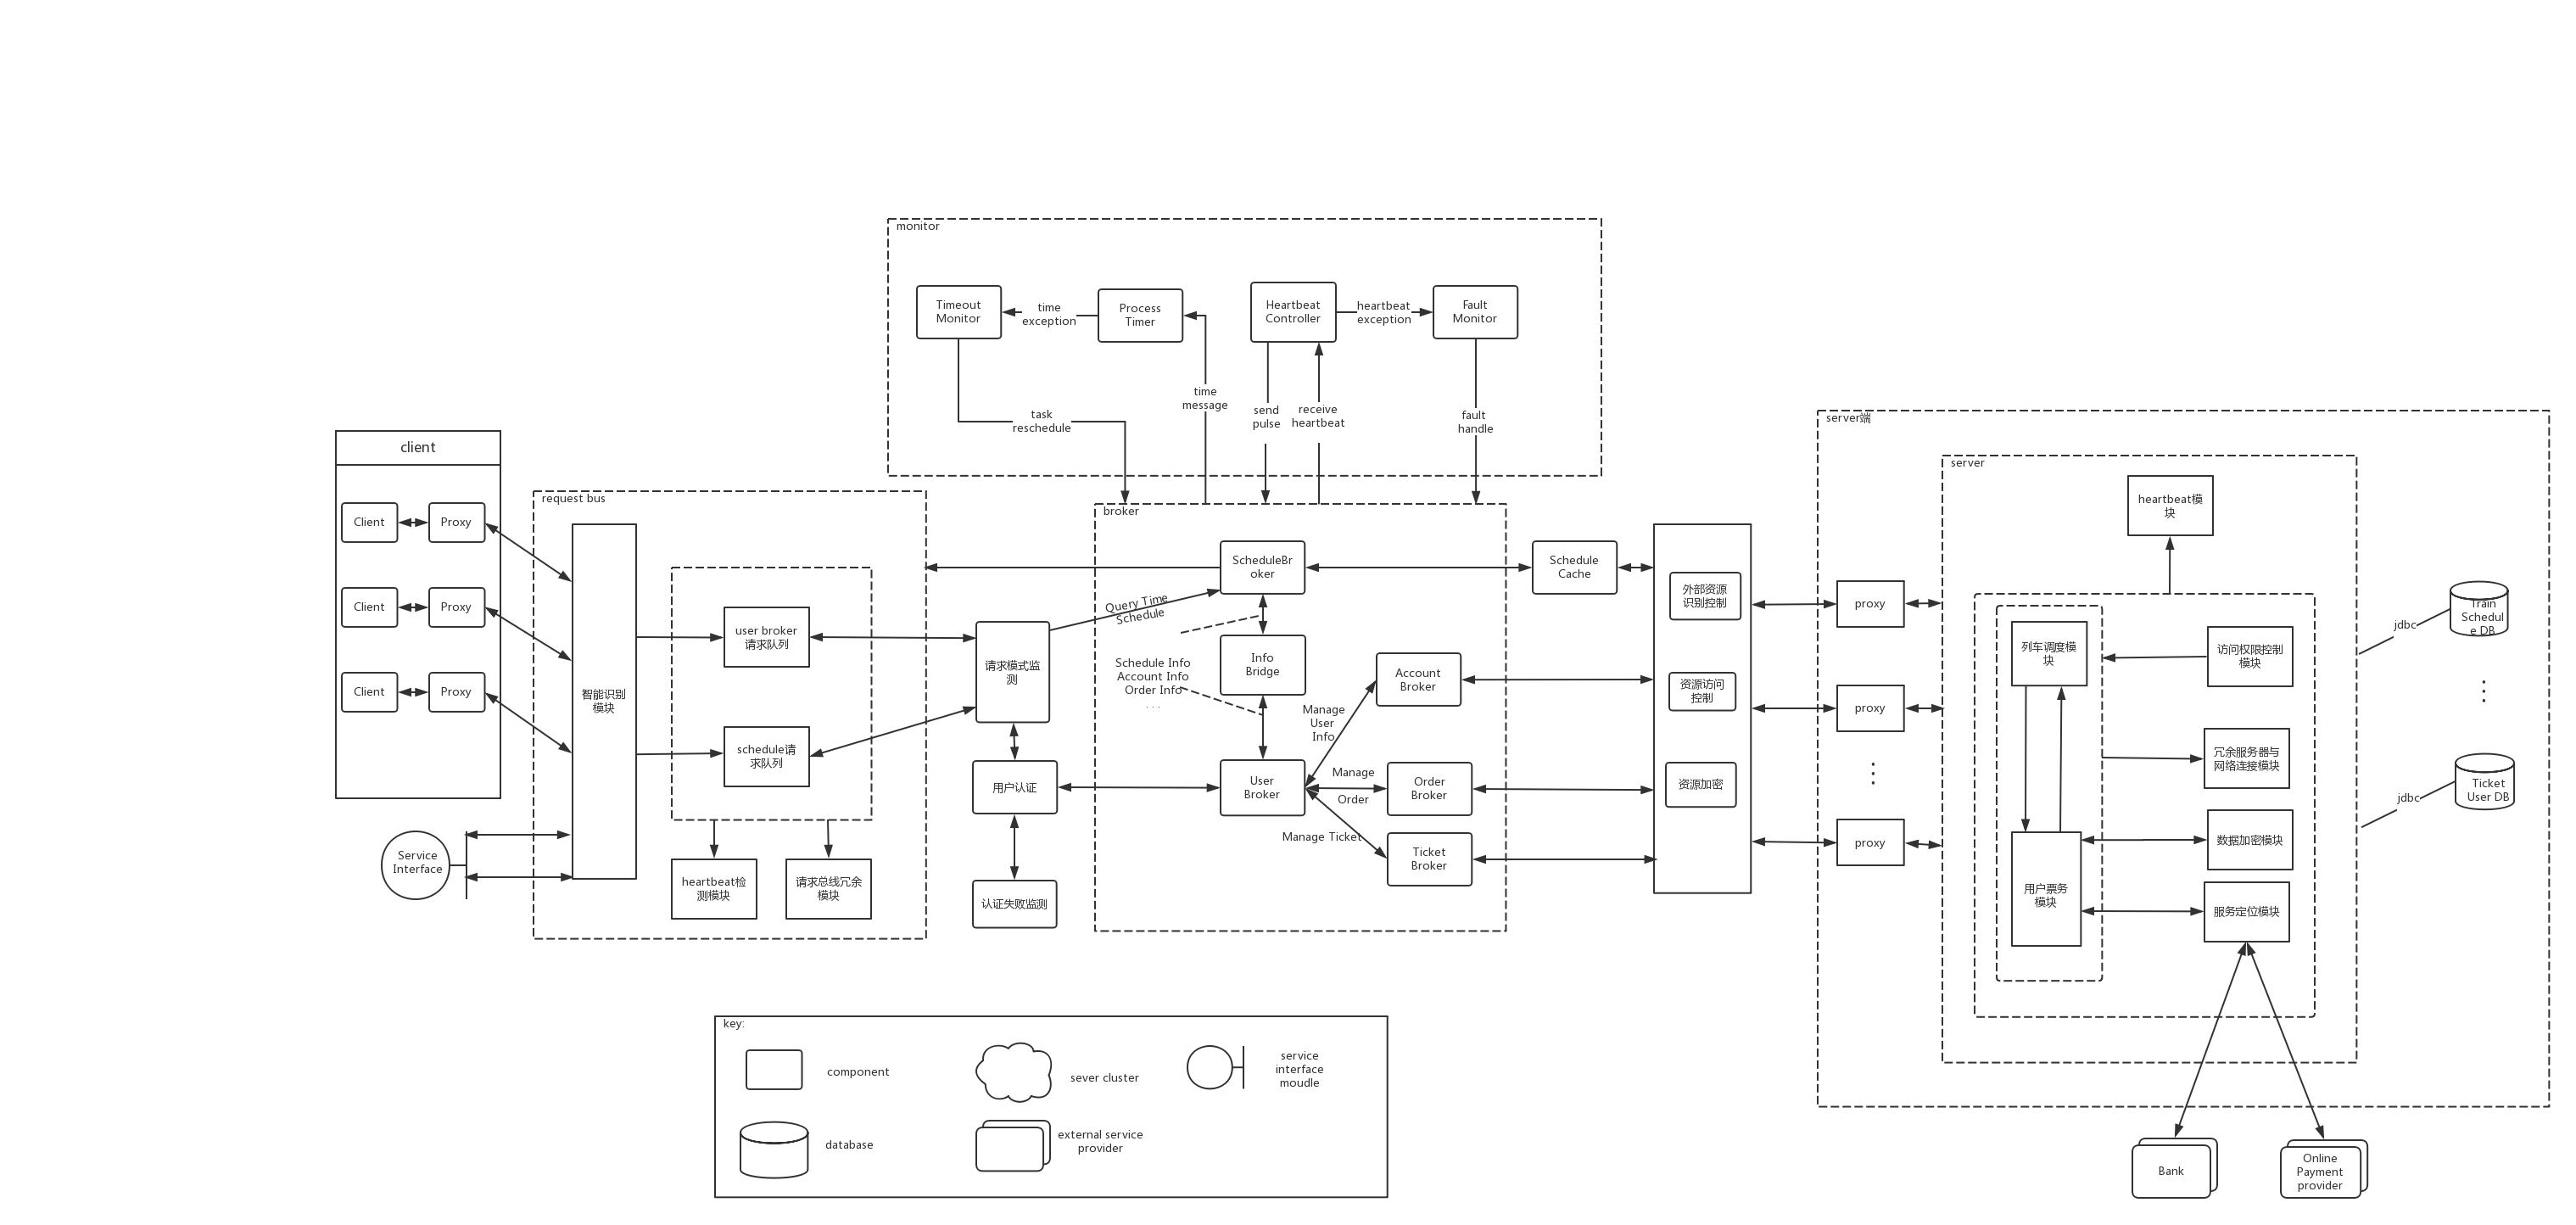 monitor
Timeout
Monitor
time
exception
Process
Timer
Heartbeat
Controller
heartbeat
exception
Fault
Monitor
task
reschedule
time
message
send
pulse
receive
heartbeat
fault
handle
client
Client
Proxy
Client
Proxy
Client
Proxy
Service
Interface
request bus
智能识别
模块
user broker
请求队列
schedule请
求队列
heartbeat检
测模块
请求总线冗余
模块
请求模式监
测
用户认证
认证失败监测
broker
ScheduleBr
oker
Query Time
Schedule
Info
Bridge
Schedule Info
Account Info
Order Info
. . .
User
Broker
Manage
User
Info
Account
Broker
Manage
Order
Order
Broker
Manage Ticket
Ticket
Broker
Schedule
Cache
外部资源
识别控制
资源访问
控制
资源加密
server端
proxy
proxy
proxy
server
heartbeat模
块
列车调度模
块
访问权限控制
模块
冗余服务器与
网络连接模块
数据加密模块
用户票务
模块
服务定位模块
jdbc
Train
Schedul
e DB
jdbc
Ticket
User DB
Bank
Online
Payment
provider
key:
component
sever cluster
service
interface
moudle
database
external service
provider